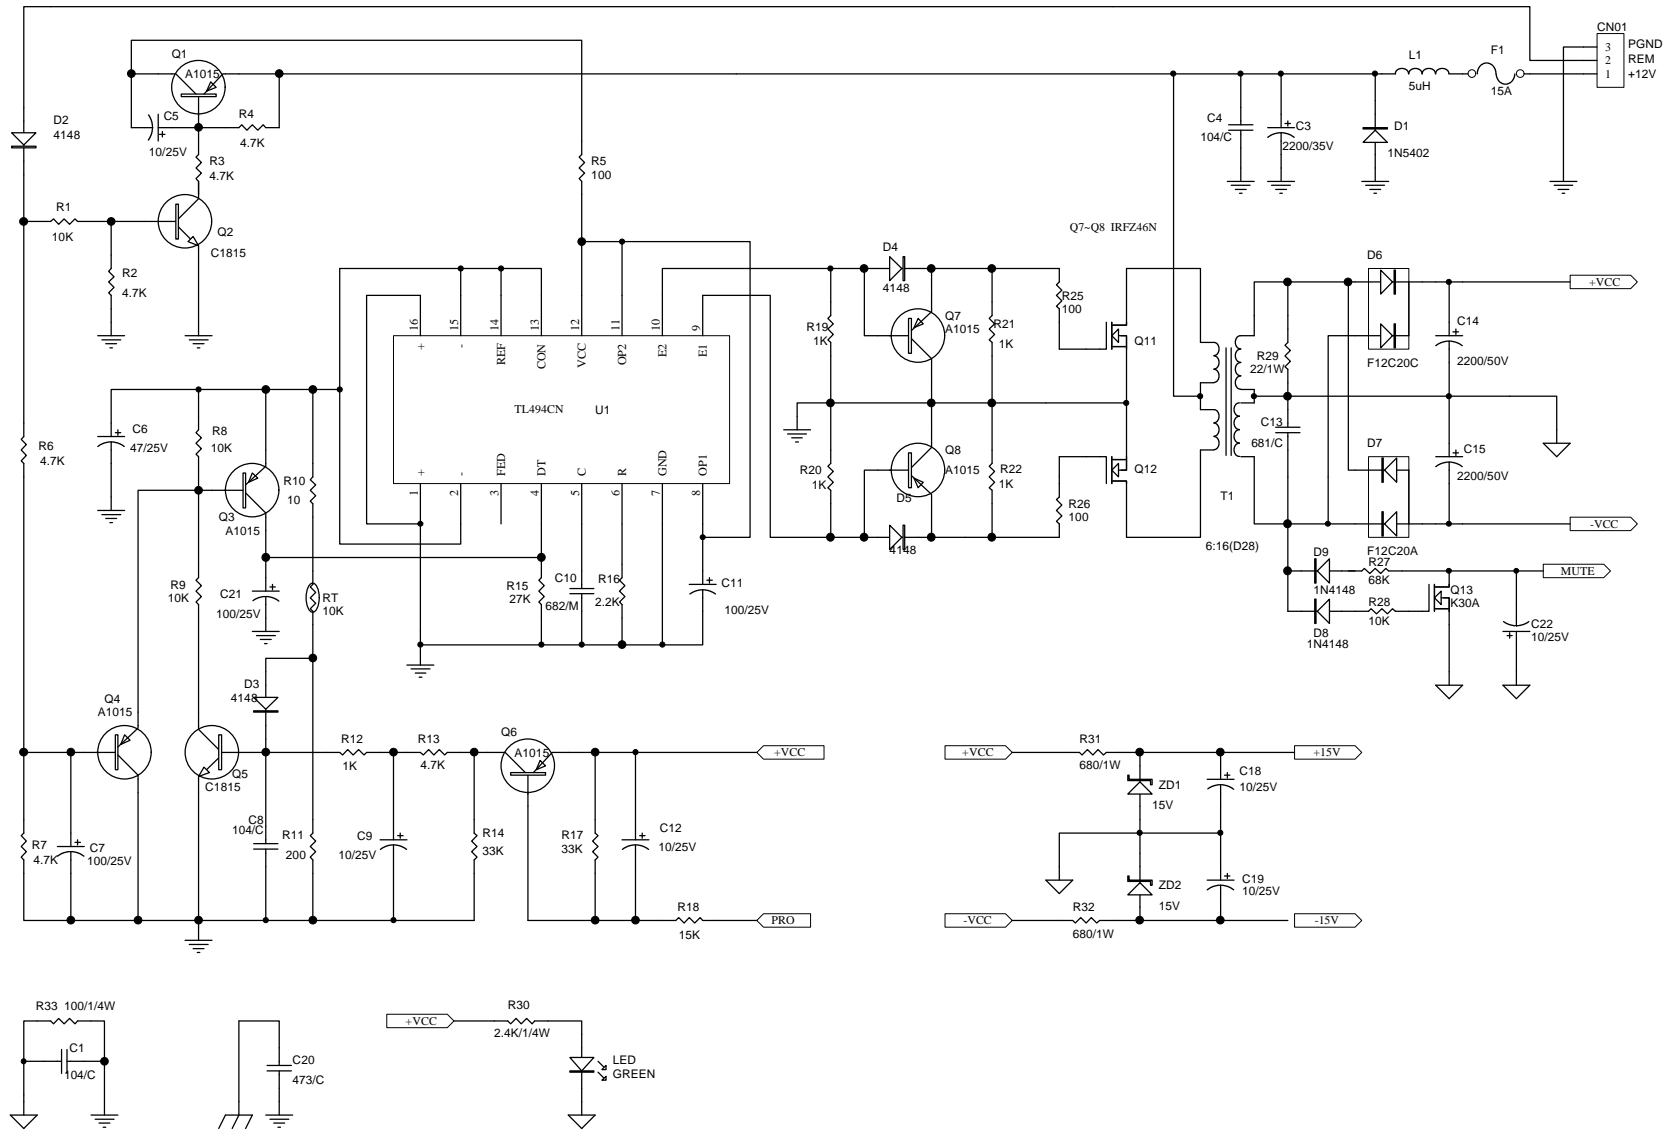 CN01
3 PGND
2 REM
1 +12V
L1
5uH
F1
15A
Q1
A1015
D2
4148
C5
10/25V
R4
4.7K
R3
4.7K
R5
100
C4
104/C
C3
2200/35V
D1
1N5402
R1
10K
Q2
C1815
R2
4.7K
Q7~Q8 IRFZ46N
D4
4148
D6
+VCC
16 15 14 13 12 11 10 9
+ - REF CON VCC OP2 E2 E1
TL494CN U1
+ - FED DT C R GND OP1
1 2 3 4 5 6 7 8
R19
1K
Q7
A1015
R21
1K
R25
100
Q11
R29
22/1W
F12C20C
C14
2200/50V
C13
681/C
R6
4.7K
C6
47/25V
R8
10K
R10
10
Q3
A1015
R20
1K
Q8
A1015
D5
4148
R22
1K
R26
100
Q12
T1
6:16(D28)
D7
F12C20A
C15
2200/50V
-VCC
R9
10K
C21
100/25V
RT
10K
R15
27K
C10
682/M
R16
2.2K
C11
100/25V
D9
1N4148
R27
68K
MUTE
R28
10K
D8
1N4148
Q13
K30A
C22
10/25V
Q4
A1015
D3
4148
Q5
C1815
R12
1K
R13
4.7K
Q6
A1015
+VCC
R7
4.7K
C7
100/25V
C8
104/C
R11
200
C9
10/25V
R14
33K
R17
33K
C12
10/25V
R18
15K
PRO
+VCC
R31
680/1W
+15V
ZD1
15V
C18
10/25V
ZD2
15V
C19
10/25V
-VCC
R32
680/1W
-15V
R33 100/1/4W
C1
104/C
C20
473/C
+VCC
R30
2.4K/1/4W
LED
GREEN